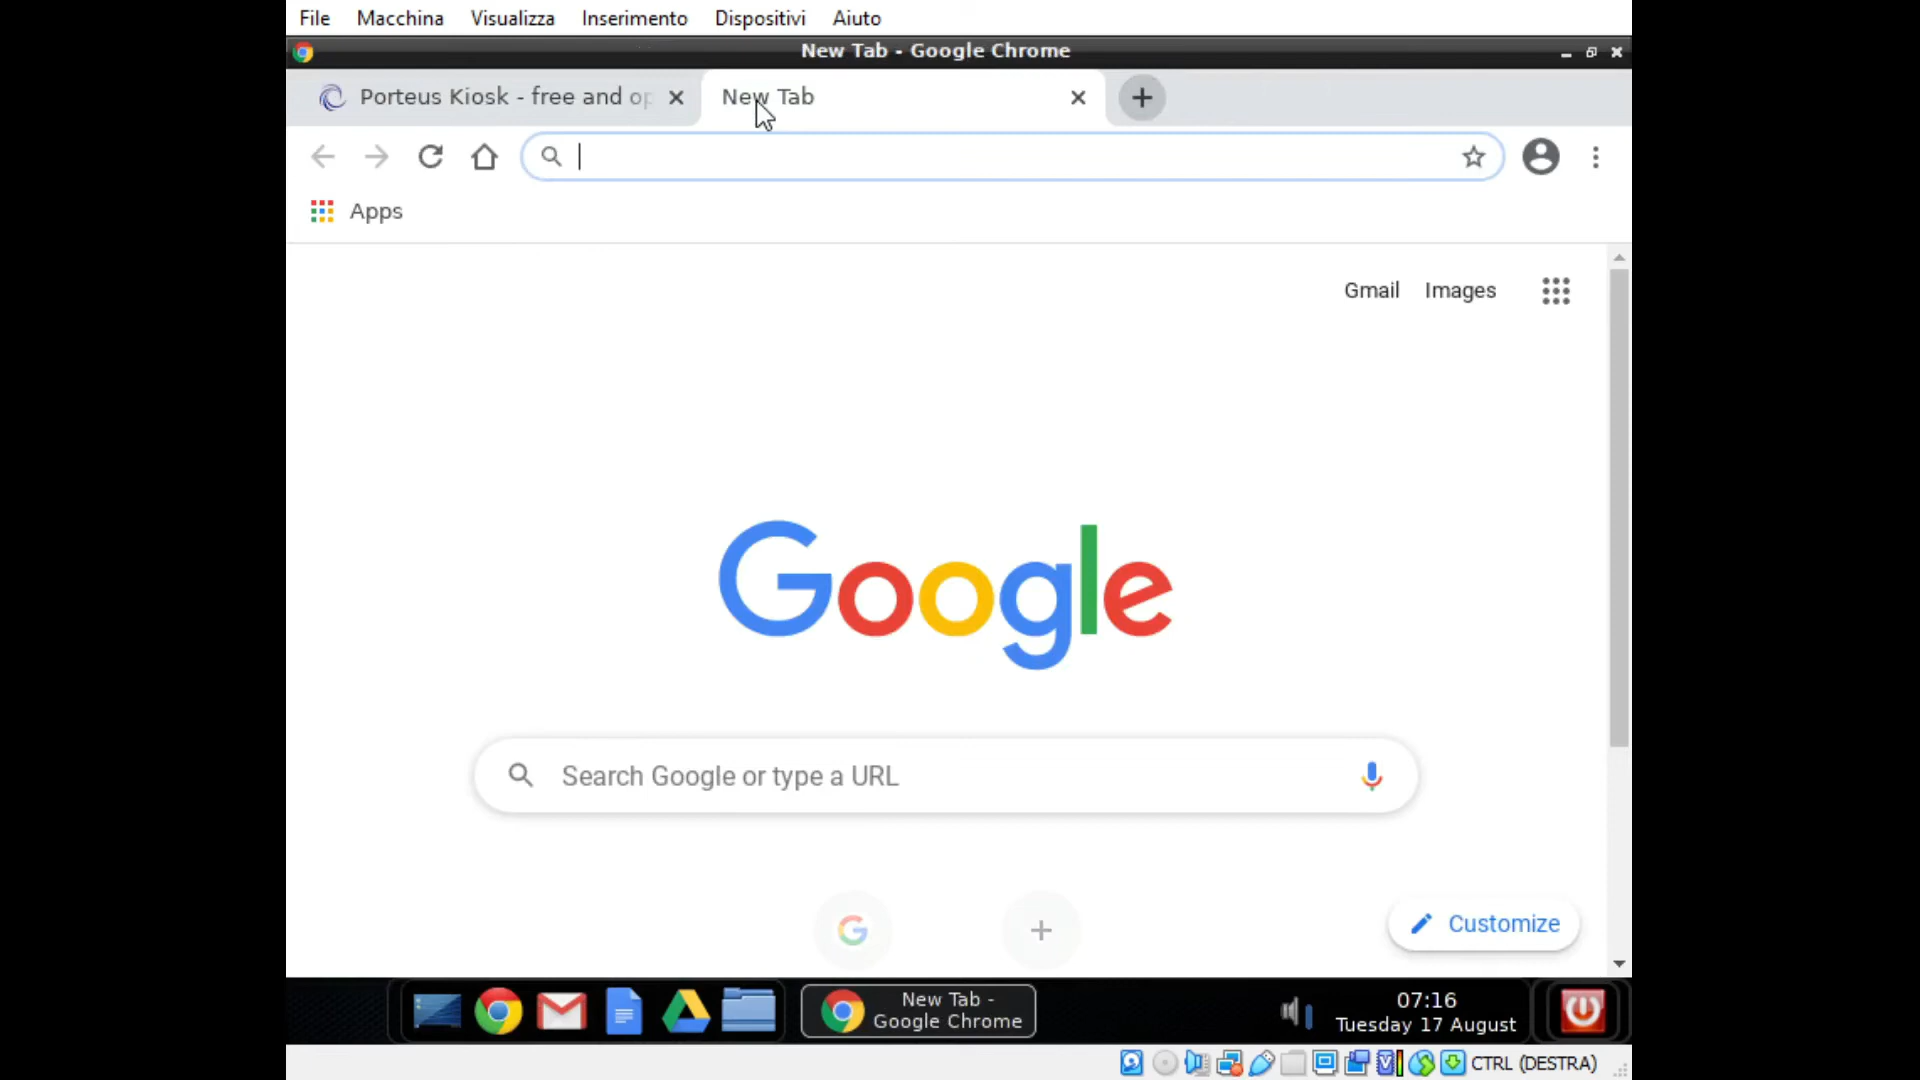 File Macchina Visualizza Inserimento Dispositivi Aiuto
New Tab - Google Chrome
Porteus Kiosk - free and op
New Tab
Apps
Gmail Images
Google
Search Google or type a URL
Customize
New Tab -
Google Chrome
07:16
Tuesday 17 August
CTRL (DESTRA)